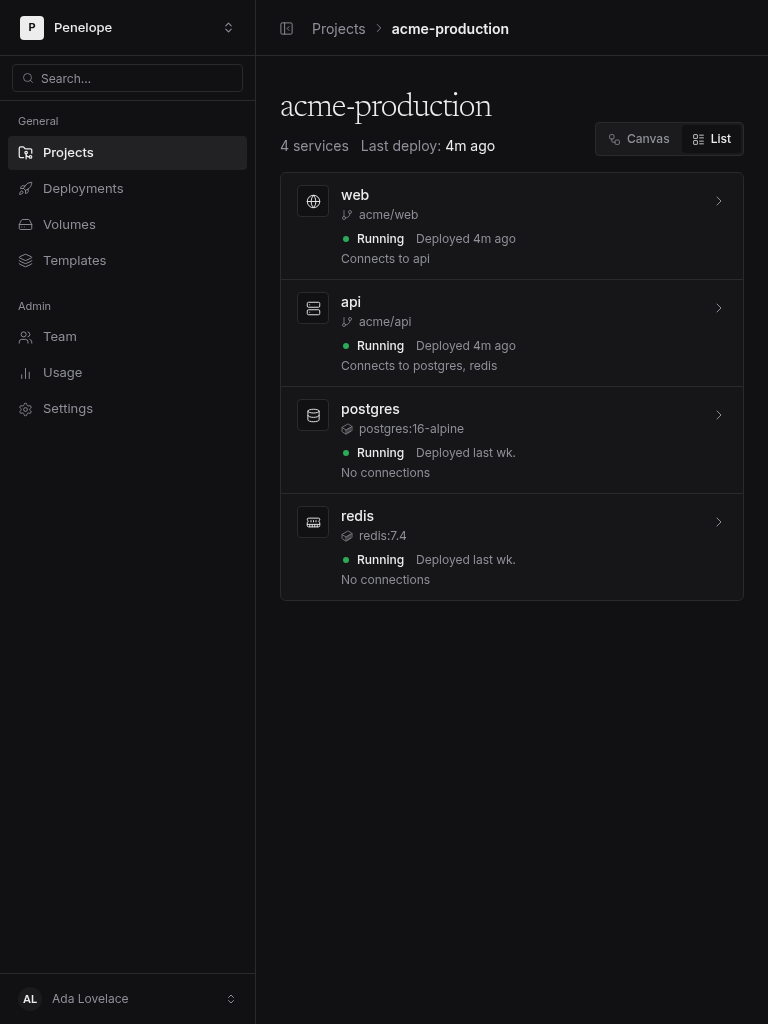 P Penelope
Search...
General
Projects
Deployments
Volumes
Templates
Admin
Team
Usage
Settings
AL Ada Lovelace
Projects > acme-production
acme-production
4 services Last deploy: 4m ago
Canvas List
web
acme/web
Running Deployed 4m ago
Connects to api
api
acme/api
Running Deployed 4m ago
Connects to postgres, redis
postgres
postgres:16-alpine
Running Deployed last wk.
No connections
redis
redis:7.4
Running Deployed last wk.
No connections